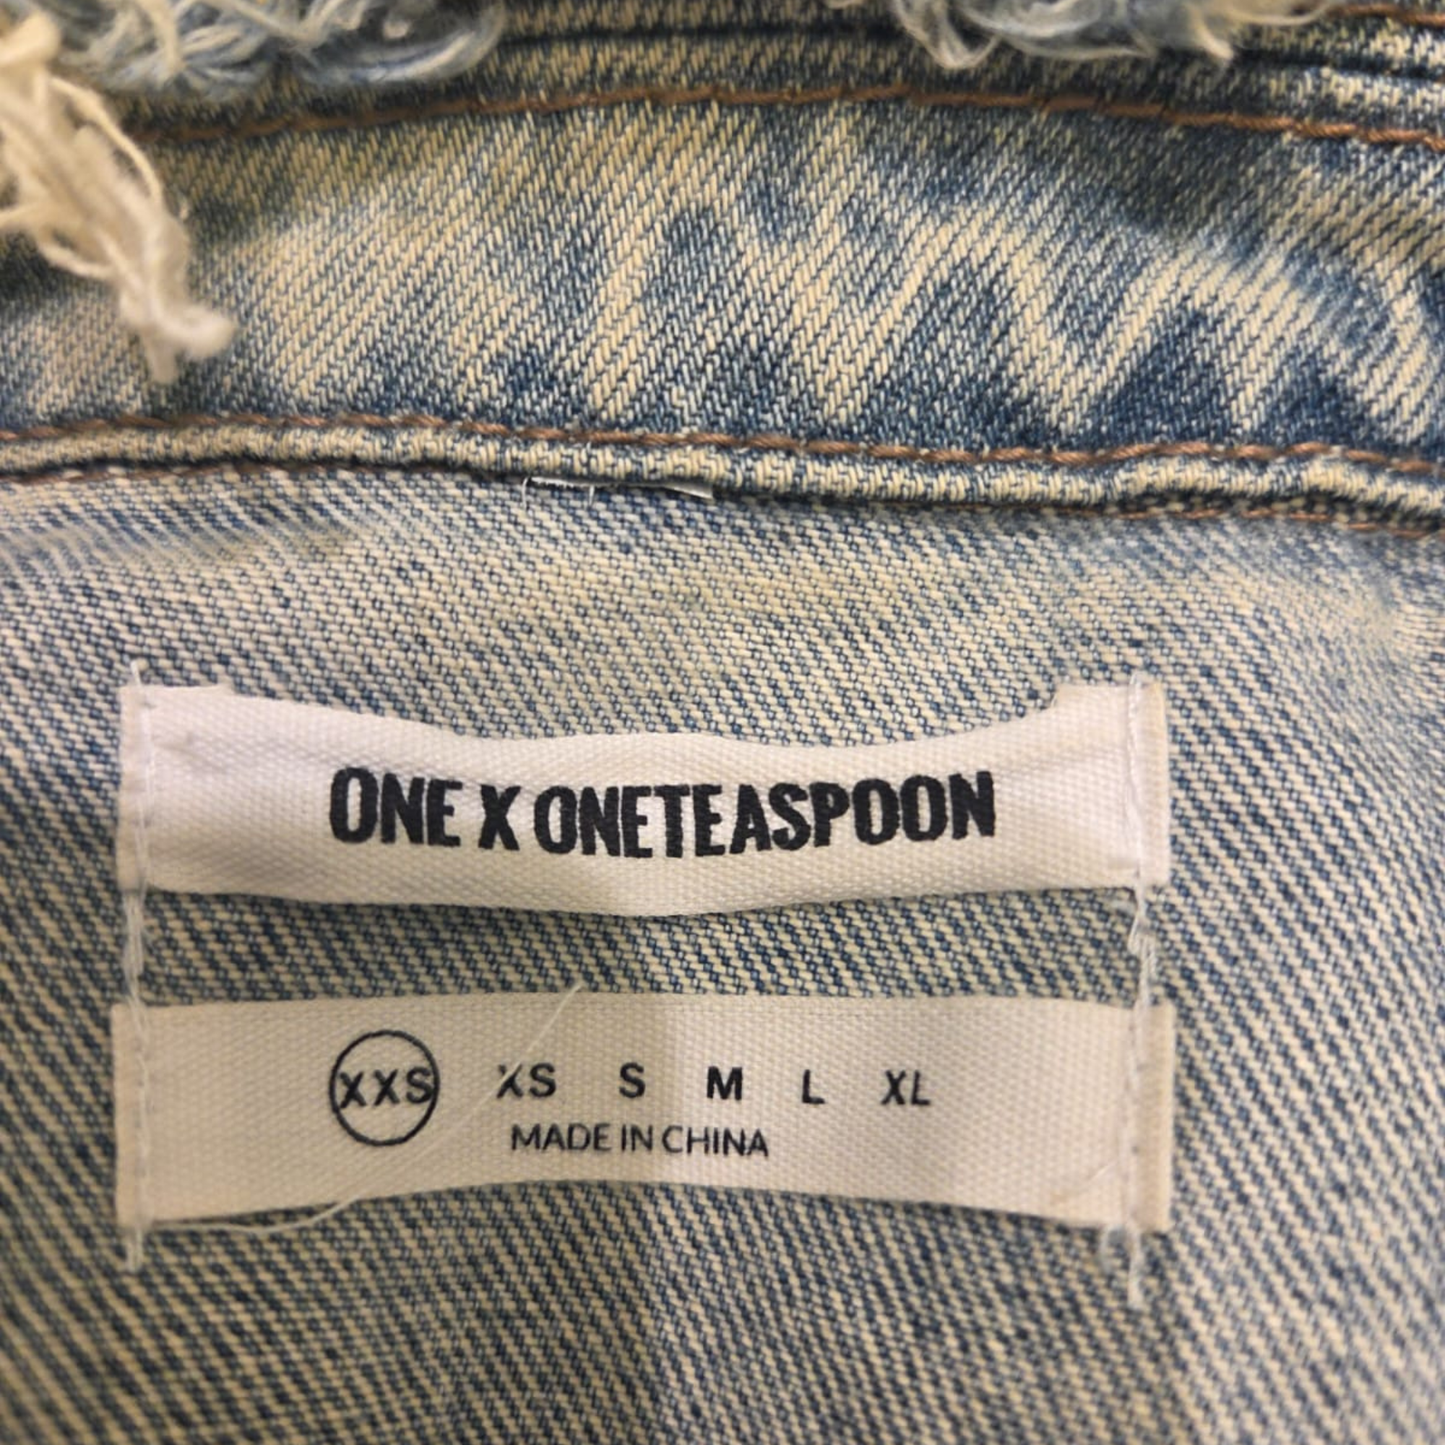 ONE X ONETEASPOON
XXS XS S M L XL
MADE IN CHINA